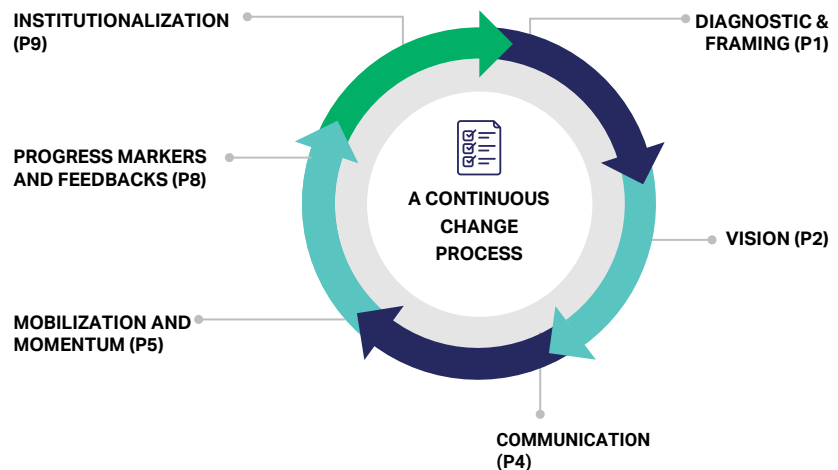 INSTITUTIONALIZATION
(P9)
DIAGNOSTIC &
FRAMING (P1)
PROGRESS MARKERS
AND FEEDBACKS (P8)
A CONTINUOUS
CHANGE
PROCESS
VISION (P2)
MOBILIZATION AND
MOMENTUM (P5)
COMMUNICATION
(P4)